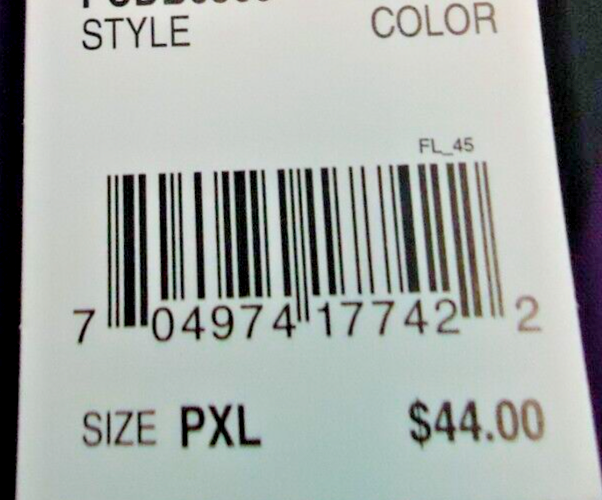 STYLE COLOR
FL_45
7 04974 17742 2
SIZE PXL $44.00